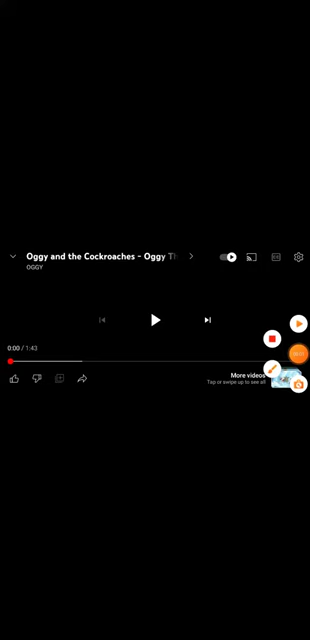 Oggy and the Cockroaches - Oggy Th
OGGY
0:00 / 1:43
More videos
Tap or swipe up to see all